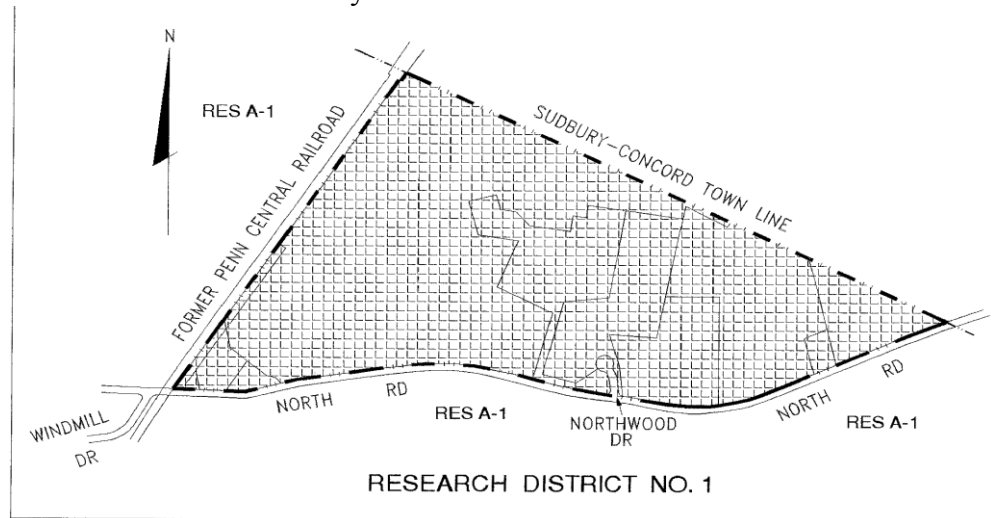 N
RES A-1
FORMER PENN CENTRAL RAILROAD
SUDBURY-CONCORD TOWN LINE
WINDMILL
DR
NORTH RD
RES A-1
NORTHWOOD
DR
NORTH RD
RES A-1
RESEARCH DISTRICT NO. 1